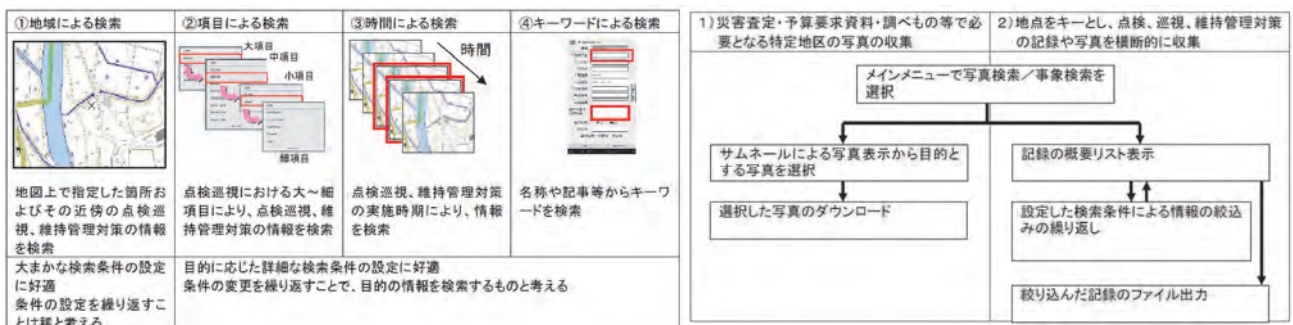 ①地域による検索
②項目による検索
③時間による検索
④キーワードによる検索
大項目
中項目
小項目
細項目
時間
地図上で指定した箇所お
よびその近傍の点検巡
視、維持管理対策の情報
を検索
点検巡視における大～細
項目により、点検巡視、維
持管理対策の情報を検索
点検巡視、維持管理対策
の実施時期により、情報
を検索
名称や記事等からキーワ
ードを検索
大まかな検索条件の設定
に好適
条件の設定を繰り返すこ
とは稀と考える
目的に応じた詳細な検索条件の設定に好適
条件の変更を繰り返すことで、目的の情報を検索するものと考える
1)災害査定・予算要求資料・調べもの等で必
要となる特定地区の写真の収集
2)地点をキーとし、点検、巡視、維持管理対策
の記録や写真を横断的に収集
メインメニューで写真検索／事象検索を
選択
サムネールによる写真表示から目的と
する写真を選択
選択した写真のダウンロード
記録の概要リスト表示
設定した検索条件による情報の絞込
みの繰り返し
絞り込んだ記録のファイル出力